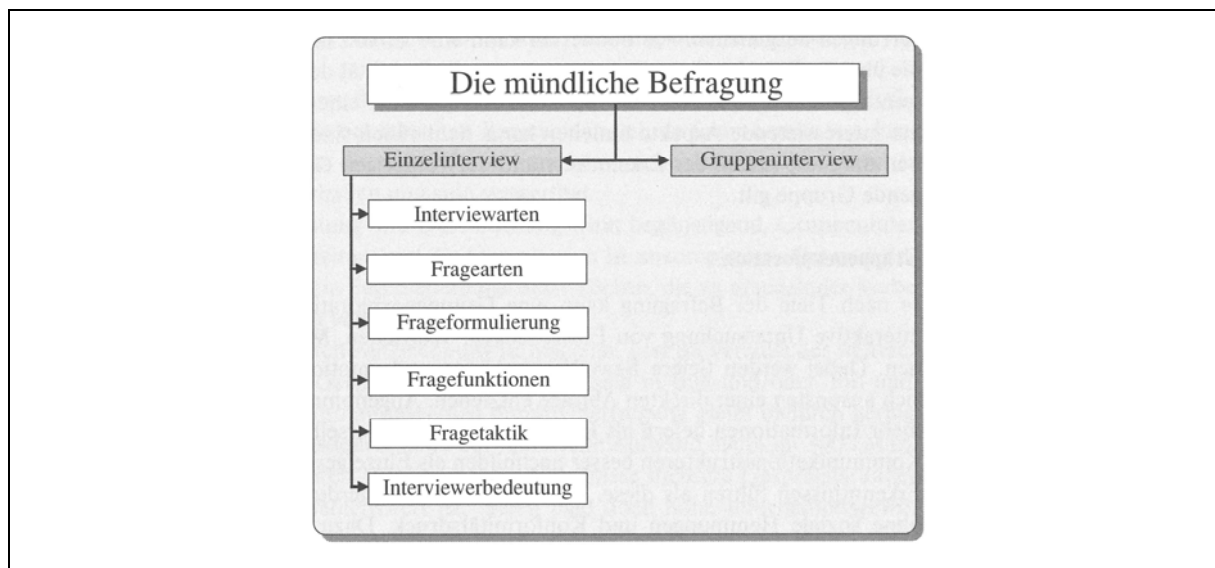 Die mündliche Befragung
Einzelinterview
Gruppeninterview
Interviewarten
Fragearten
Frageformulierung
Fragefunktionen
Fragetaktik
Interviewerbedeutung